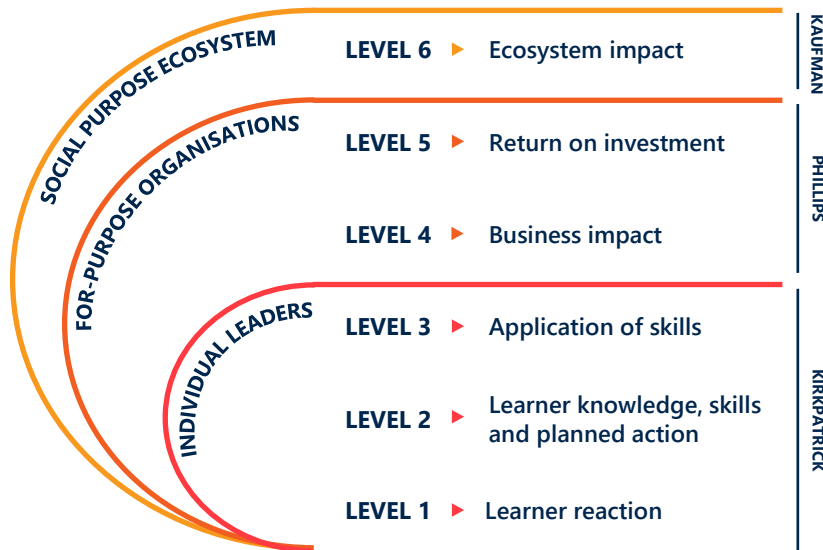 SOCIAL PURPOSE ECOSYSTEM
LEVEL 6 Ecosystem impact
KAUFMAN
FOR-PURPOSE ORGANISATIONS
LEVEL 5 Return on investment
LEVEL 4 Business impact
PHILLIPS
INDIVIDUAL LEADERS
LEVEL 3 Application of skills
LEVEL 2 Learner knowledge, skills
and planned action
LEVEL 1 Learner reaction
KIRKPATRICK